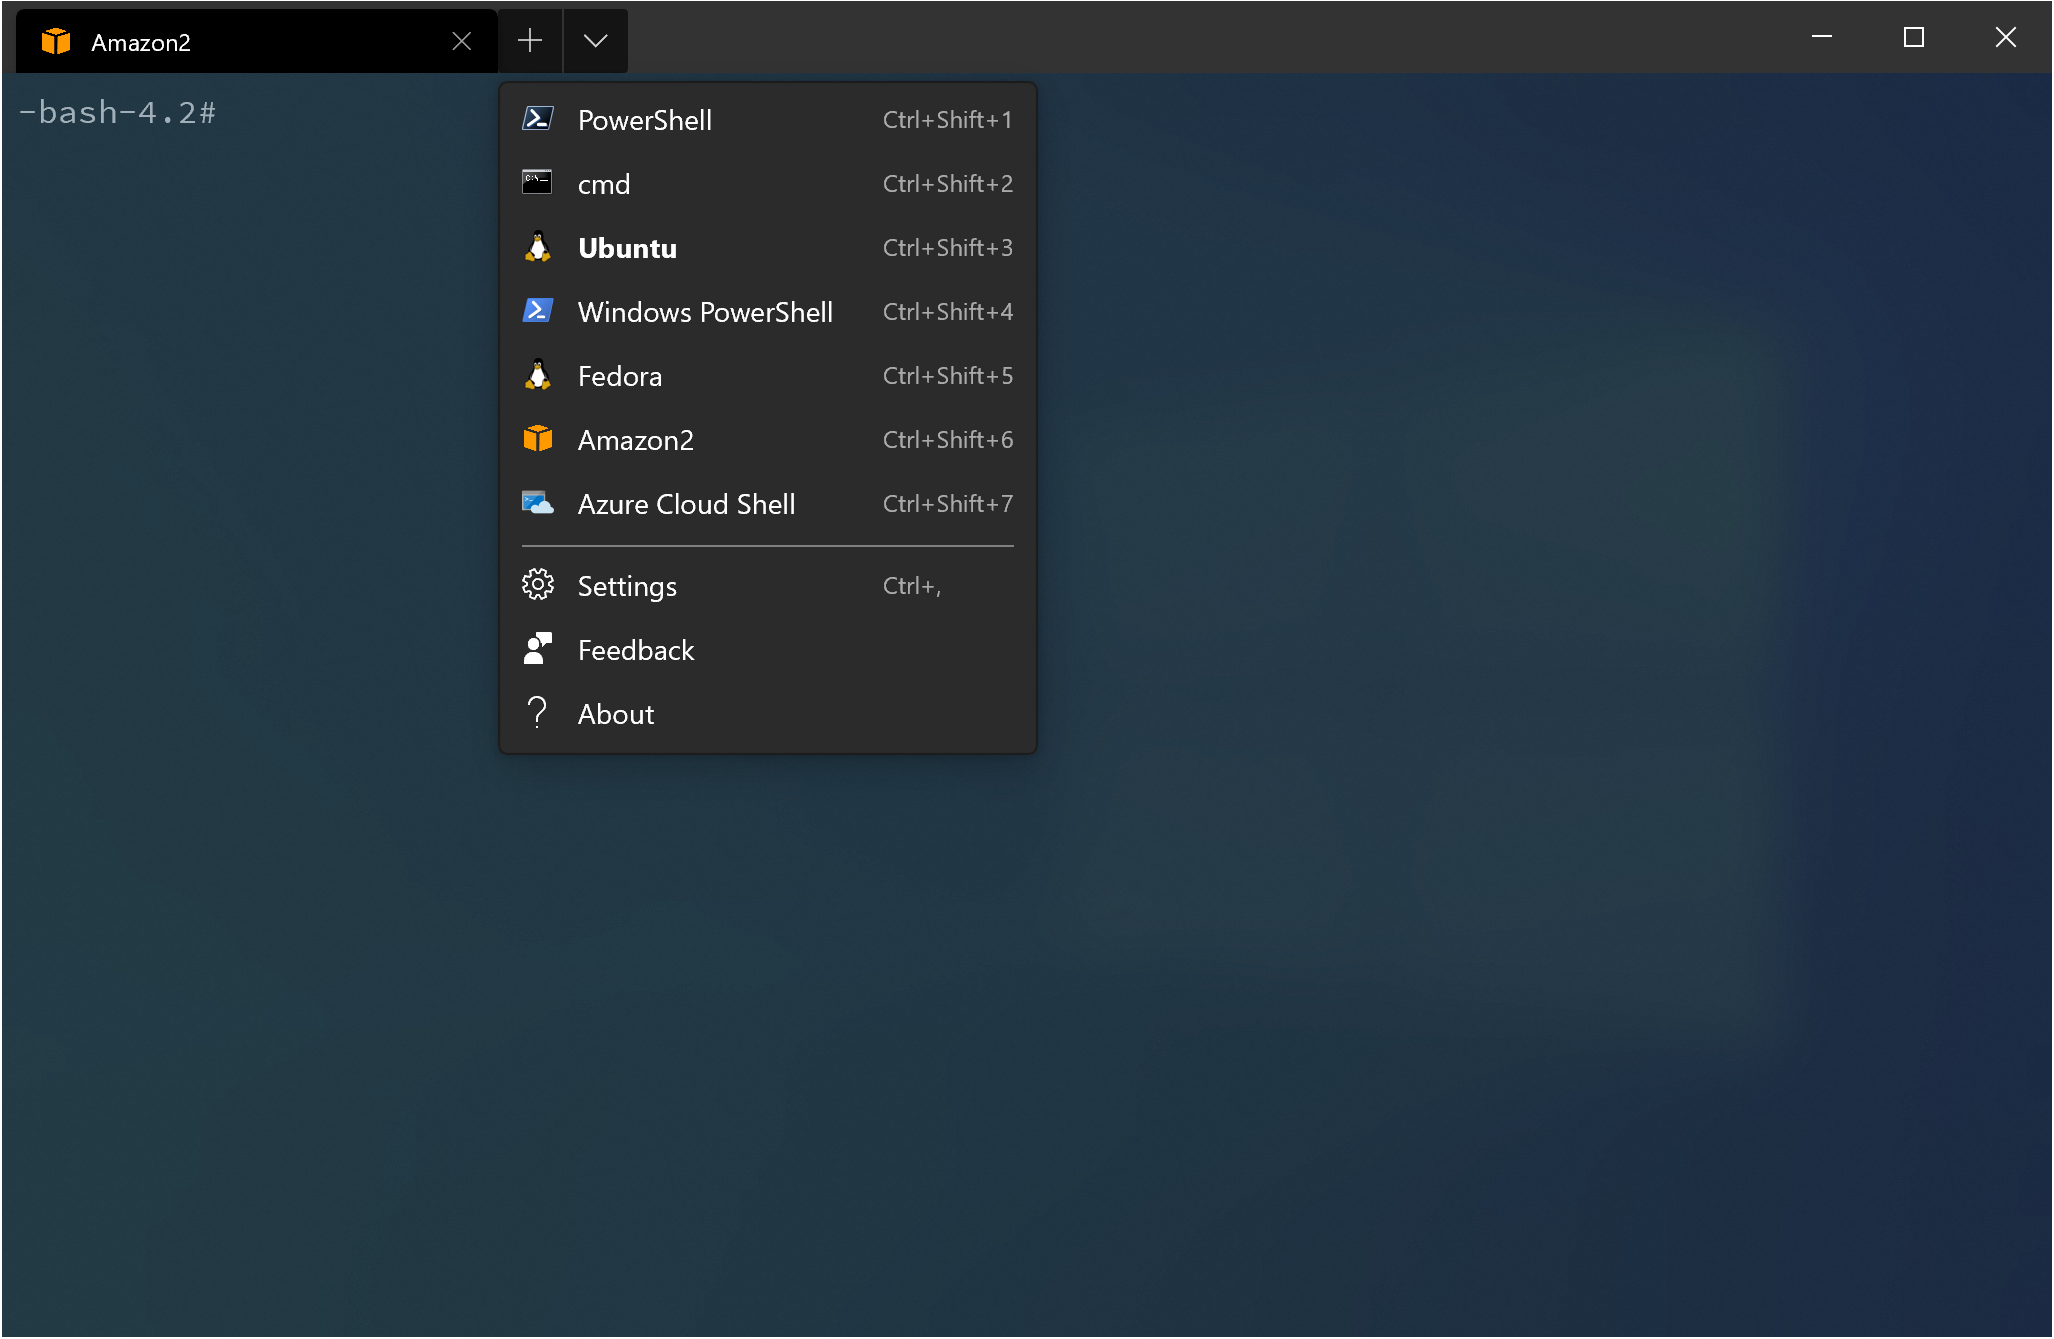 Amazon2
-bash-4.2#
PowerShell Ctrl+Shift+1
cmd Ctrl+Shift+2
Ubuntu Ctrl+Shift+3
Windows PowerShell Ctrl+Shift+4
Fedora Ctrl+Shift+5
Amazon2 Ctrl+Shift+6
Azure Cloud Shell Ctrl+Shift+7
Settings Ctrl+,
Feedback
About